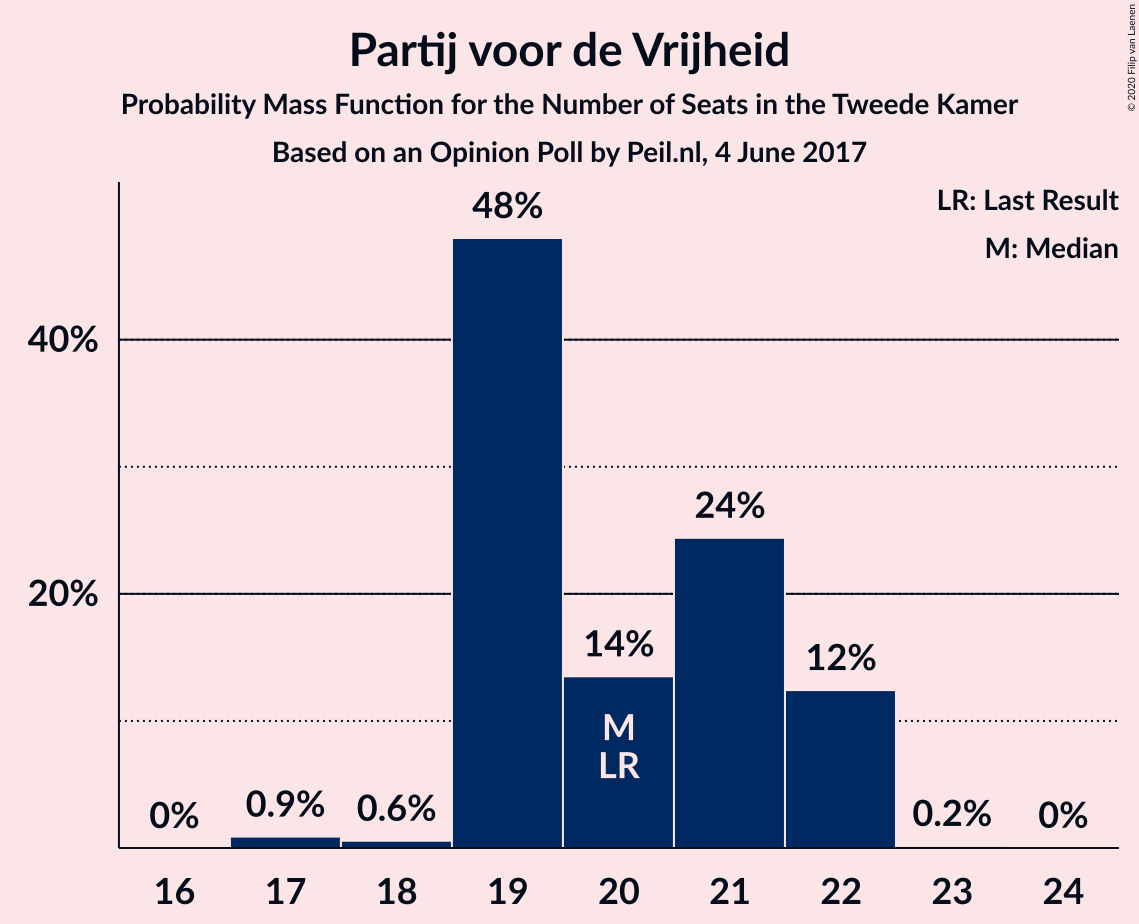 Partij voor de Vrijheid
Probability Mass Function for the Number of Seats in the Tweede Kamer
Based on an Opinion Poll by Peil.nl, 4 June 2017
© 2020 Filip van Laenen
LR: Last Result
M: Median
48%
40%
24%
20%
14%
12%
M
LR
0%
0.9%
0.6%
0.2%
0%
16 17 18 19 20 21 22 23 24